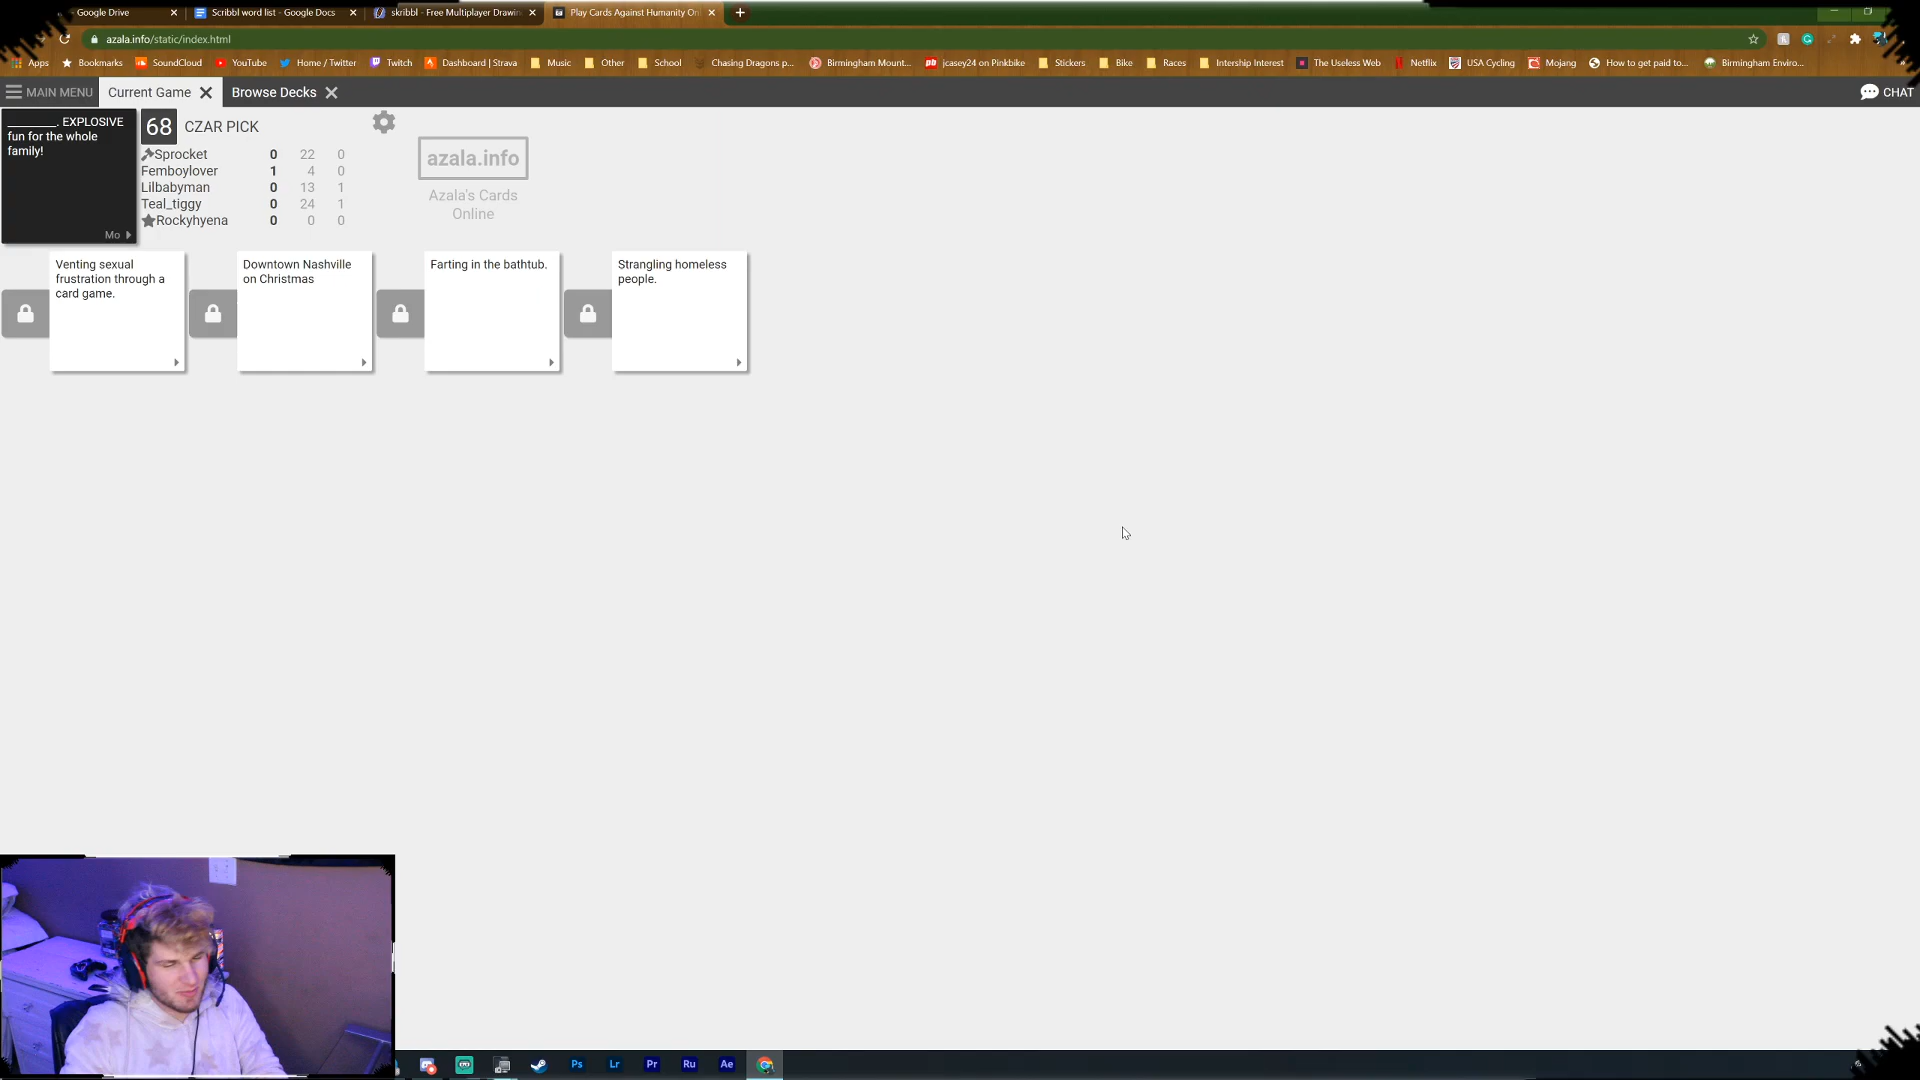 Google Drive
Scribbl word list - Google Docs
skribbl - Free Multiplayer Drawin
Play Cards Against Humanity On
azala.info/static/index.html
Apps
Bookmarks
SoundCloud
YouTube
Home / Twitter
Twitch
Dashboard | Strava
Music
Other
School
Chasing Dragons p...
Birmingham Mount...
jcasey24 on Pinkbike
Stickers
Bike
Races
Intership Interest
The Useless Web
Netflix
USA Cycling
Mojang
How to get paid to...
Birmingham Enviro...
MAIN MENU
Current Game
Browse Decks
CHAT
________. EXPLOSIVE
fun for the whole
family!
Mo
68 CZAR PICK
Sprocket 0 22 0
Femboylover 1 4 0
Lilbabyman 0 13 1
Teal_tiggy 0 24 1
Rockyhyena 0 0 0
azala.info
Azala's Cards
Online
Venting sexual
frustration through a
card game.
Downtown Nashville
on Christmas
Farting in the bathtub.
Strangling homeless
people.
Ps
Lr
Pr
Ru
Ae